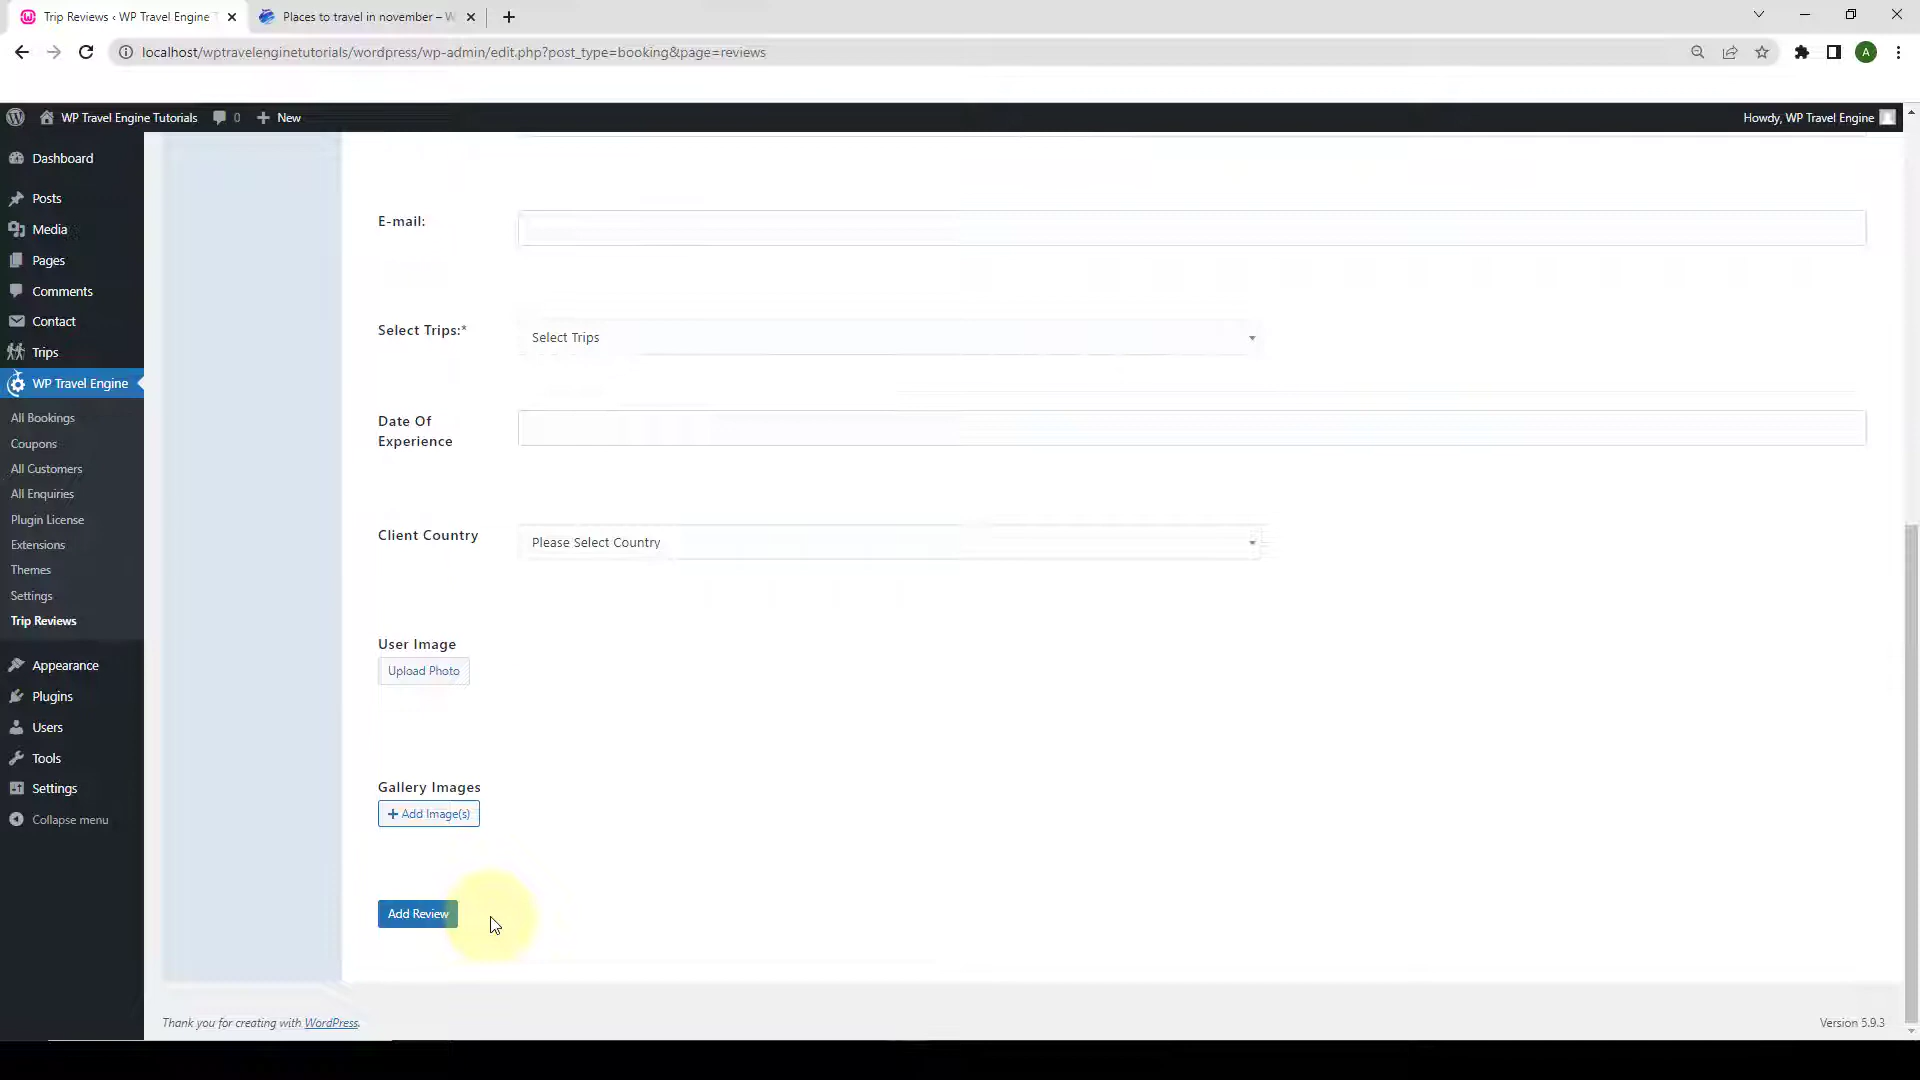 Trip Reviews ‹ WP Travel Engine T
Places to travel in november – W
localhost/wptravelenginetutorials/wordpress/wp-admin/edit.php?post_type=booking&page=reviews
A
WP Travel Engine Tutorials
0
New
Howdy, WP Travel Engine
Dashboard
Posts
Media
Pages
Comments
Contact
Trips
WP Travel Engine
All Bookings
Coupons
All Customers
All Enquiries
Plugin License
Extensions
Themes
Settings
Trip Reviews
Appearance
Plugins
Users
Tools
Settings
Collapse menu
E-mail:
Select Trips:*
Select Trips
Date Of
Experience
Client Country
Please Select Country
User Image
Upload Photo
Gallery Images
Add Image(s)
Add Review
Thank you for creating with WordPress.
Version 5.9.3